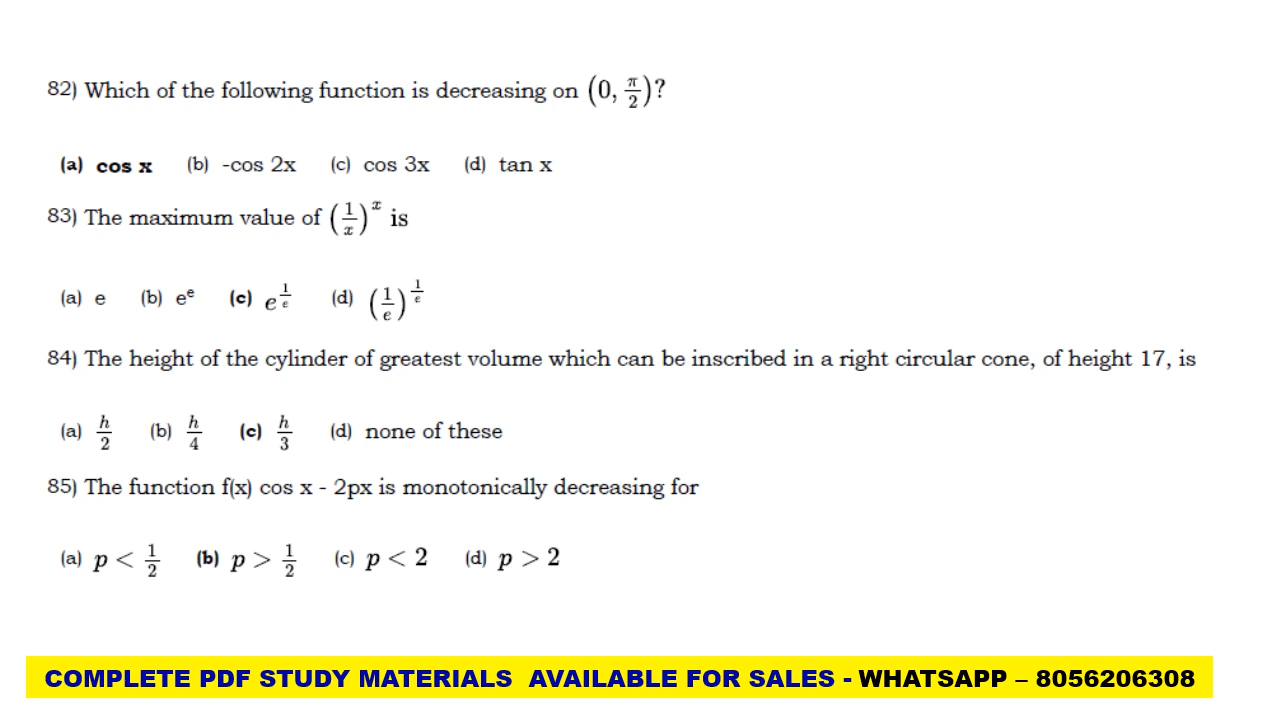 82) Which of the following function is decreasing on (0, π/2)?
(a) cos x (b) -cos 2x (c) cos 3x (d) tan x
83) The maximum value of (1/x)^x is
(a) e (b) e^e (c) e^(1/e) (d) (1/e)^(1/e)
84) The height of the cylinder of greatest volume which can be inscribed in a right circular cone, of height 17, is
(a) h/2 (b) h/4 (c) h/3 (d) none of these
85) The function f(x) cos x - 2px is monotonically decreasing for
(a) p < 1/2 (b) p > 1/2 (c) p < 2 (d) p > 2
COMPLETE PDF STUDY MATERIALS AVAILABLE FOR SALES - WHATSAPP – 8056206308